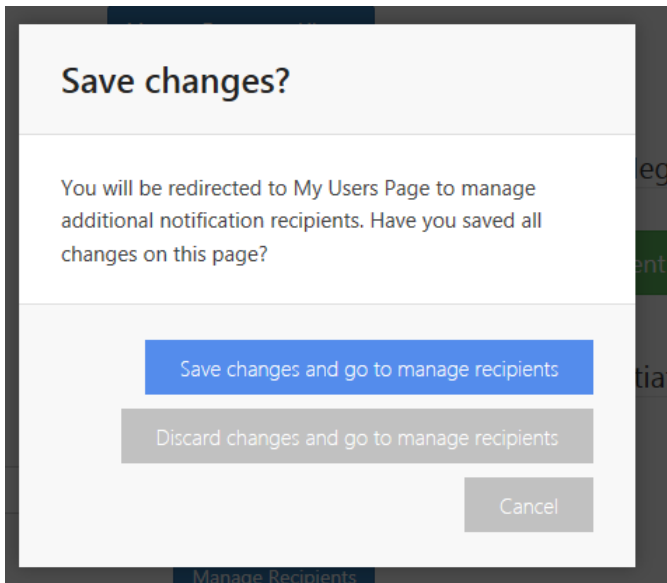 Save changes?
You will be redirected to My Users Page to manage
additional notification recipients. Have you saved all
changes on this page?
Save changes and go to manage recipients
Discard changes and go to manage recipients
Cancel
Manage Recipients